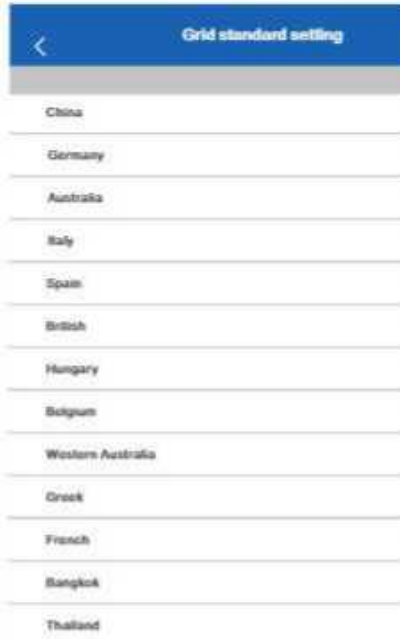 Grid standard setting
China
Germany
Australia
Italy
Spain
British
Hungary
Belgium
Western Australia
Greek
French
Bangkok
Thailand